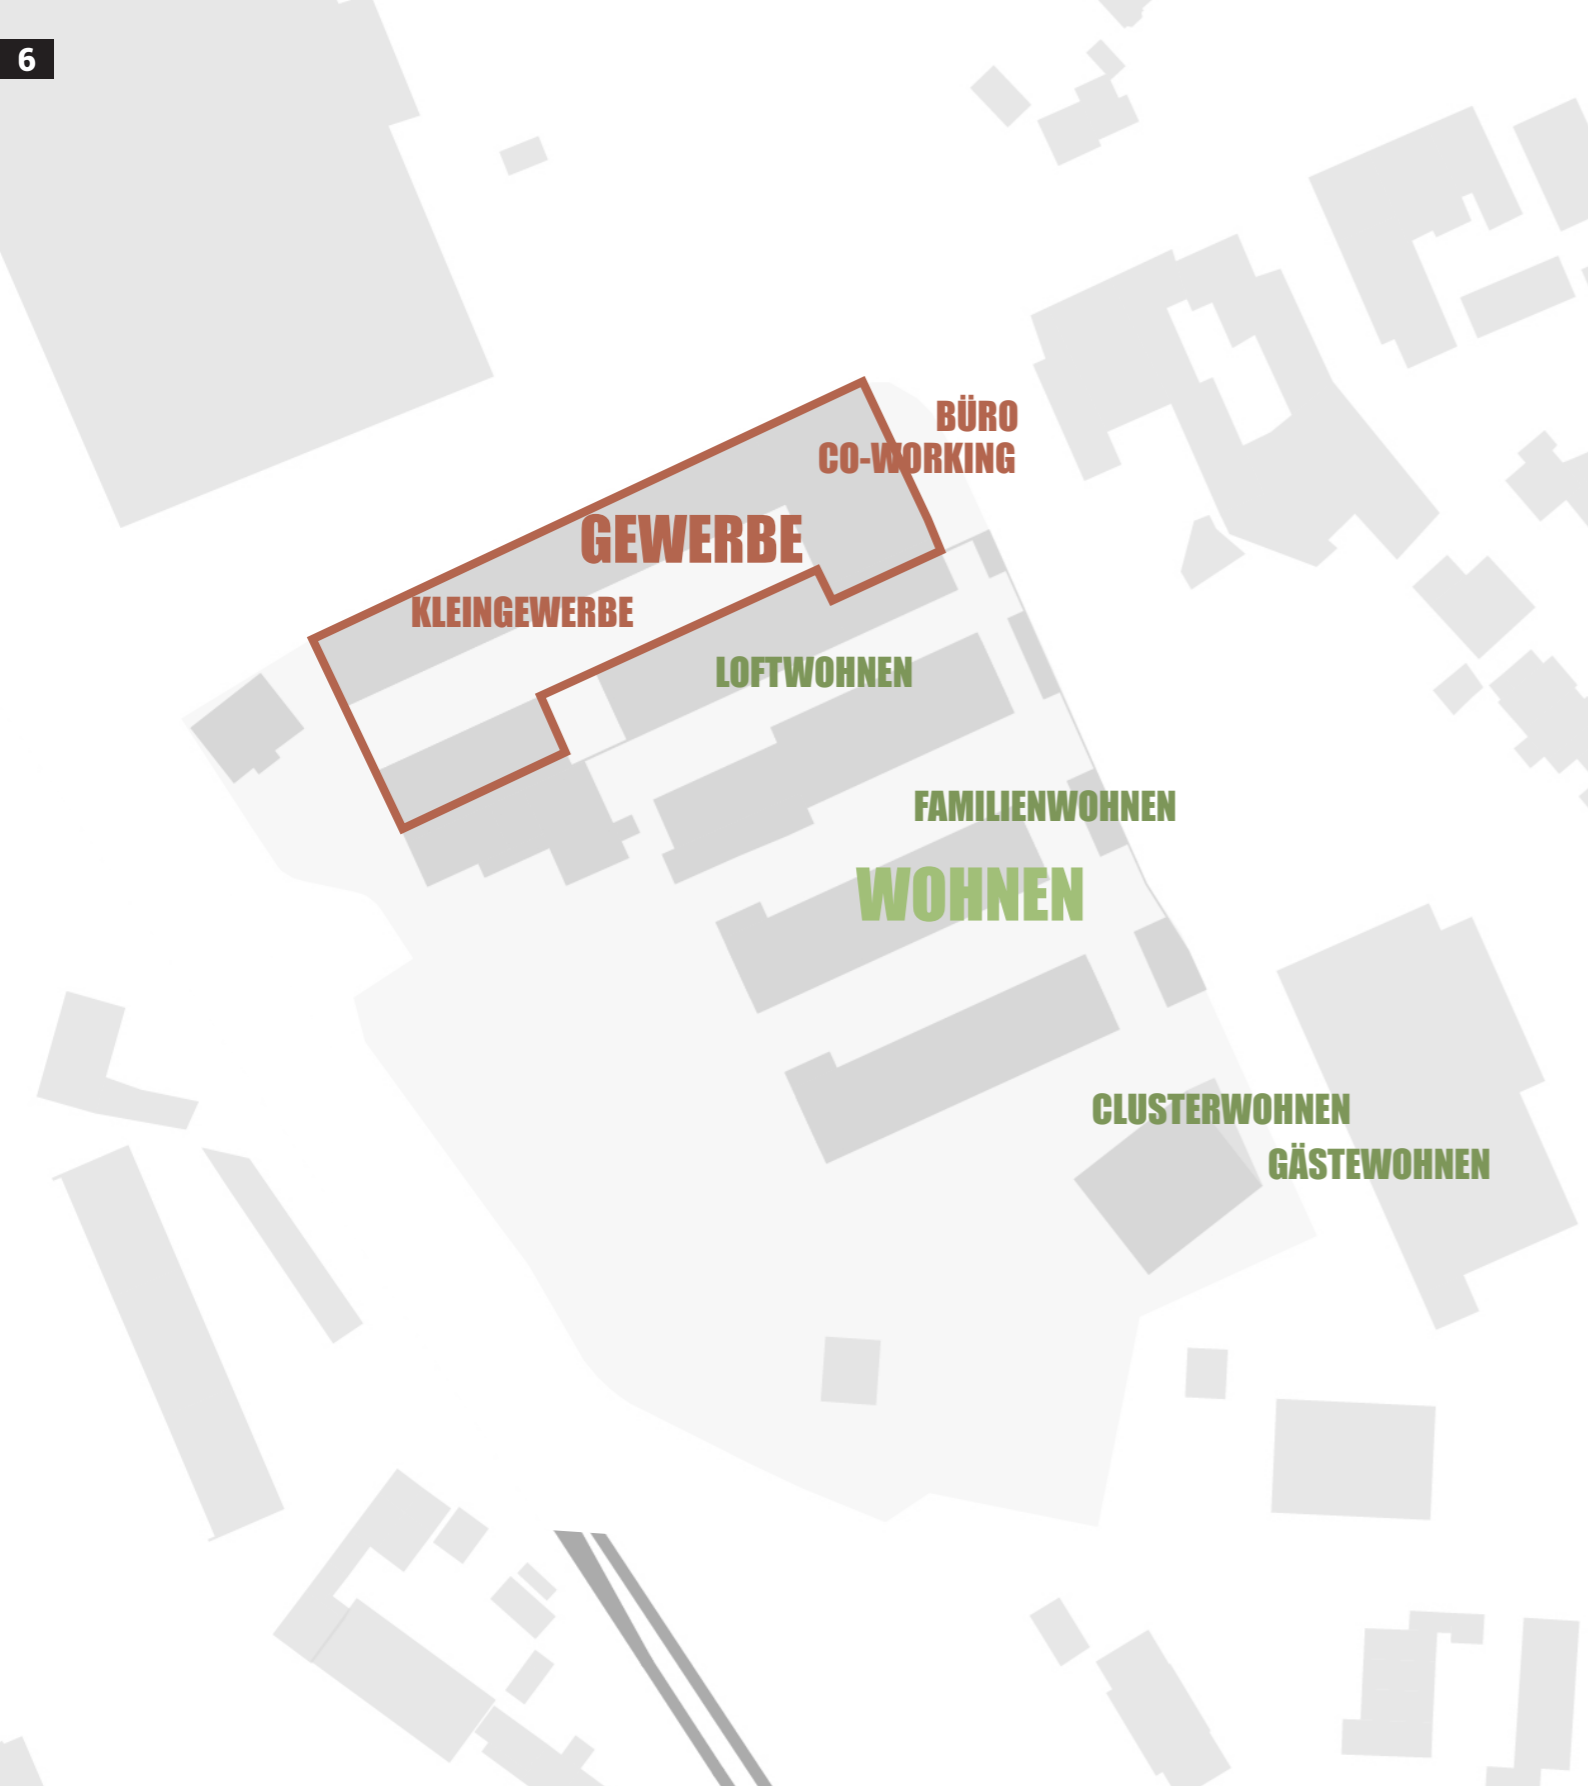 6
BÜRO
CO-WORKING
GEWERBE
KLEINGEWERBE
LOFTWOHNEN
FAMILIENWOHNEN
WOHNEN
CLUSTERWOHNEN
GÄSTEWOHNEN